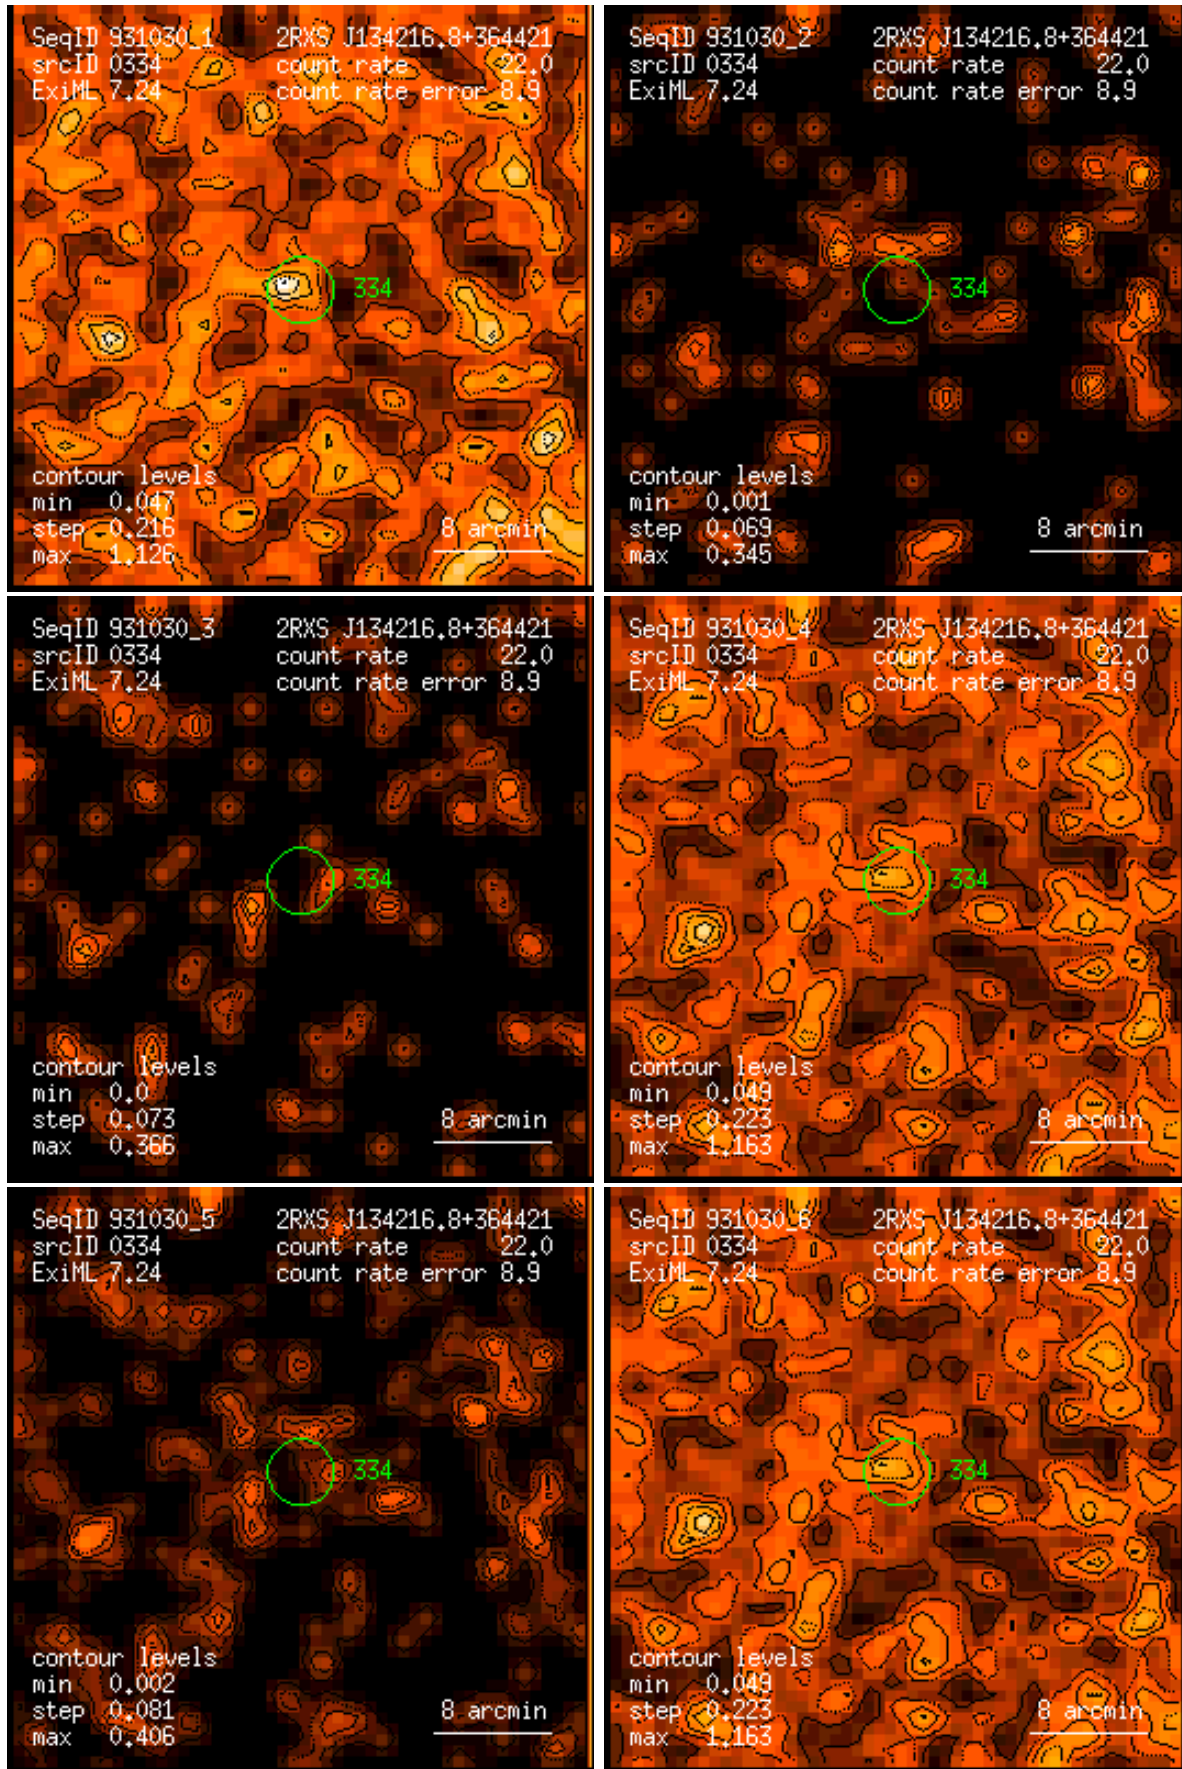 SeqID 931030_1 2RXS J134216.8+364421
srcID 0334 count rate 22.0
ExiML 7.24 count rate error 8.9
334
contour levels
min 0.047
step 0.216 8 arcmin
max 1.126
SeqID 931030_2 2RXS J134216.8+364421
srcID 0334 count rate 22.0
ExiML 7.24 count rate error 8.9
334
contour levels
min 0.001
step 0.069 8 arcmin
max 0.345
SeqID 931030_3 2RXS J134216.8+364421
srcID 0334 count rate 22.0
ExiML 7.24 count rate error 8.9
334
contour levels
min 0.0
step 0.073 8 arcmin
max 0.366
SeqID 931030_4 2RXS J134216.8+364421
srcID 0334 count rate 22.0
ExiML 7.24 count rate error 8.9
334
contour levels
min 0.049
step 0.223 8 arcmin
max 1.163
SeqID 931030_5 2RXS J134216.8+364421
srcID 0334 count rate 22.0
ExiML 7.24 count rate error 8.9
334
contour levels
min 0.002
step 0.081 8 arcmin
max 0.406
SeqID 931030_6 2RXS J134216.8+364421
srcID 0334 count rate 22.0
ExiML 7.24 count rate error 8.9
334
contour levels
min 0.049
step 0.223 8 arcmin
max 1.163